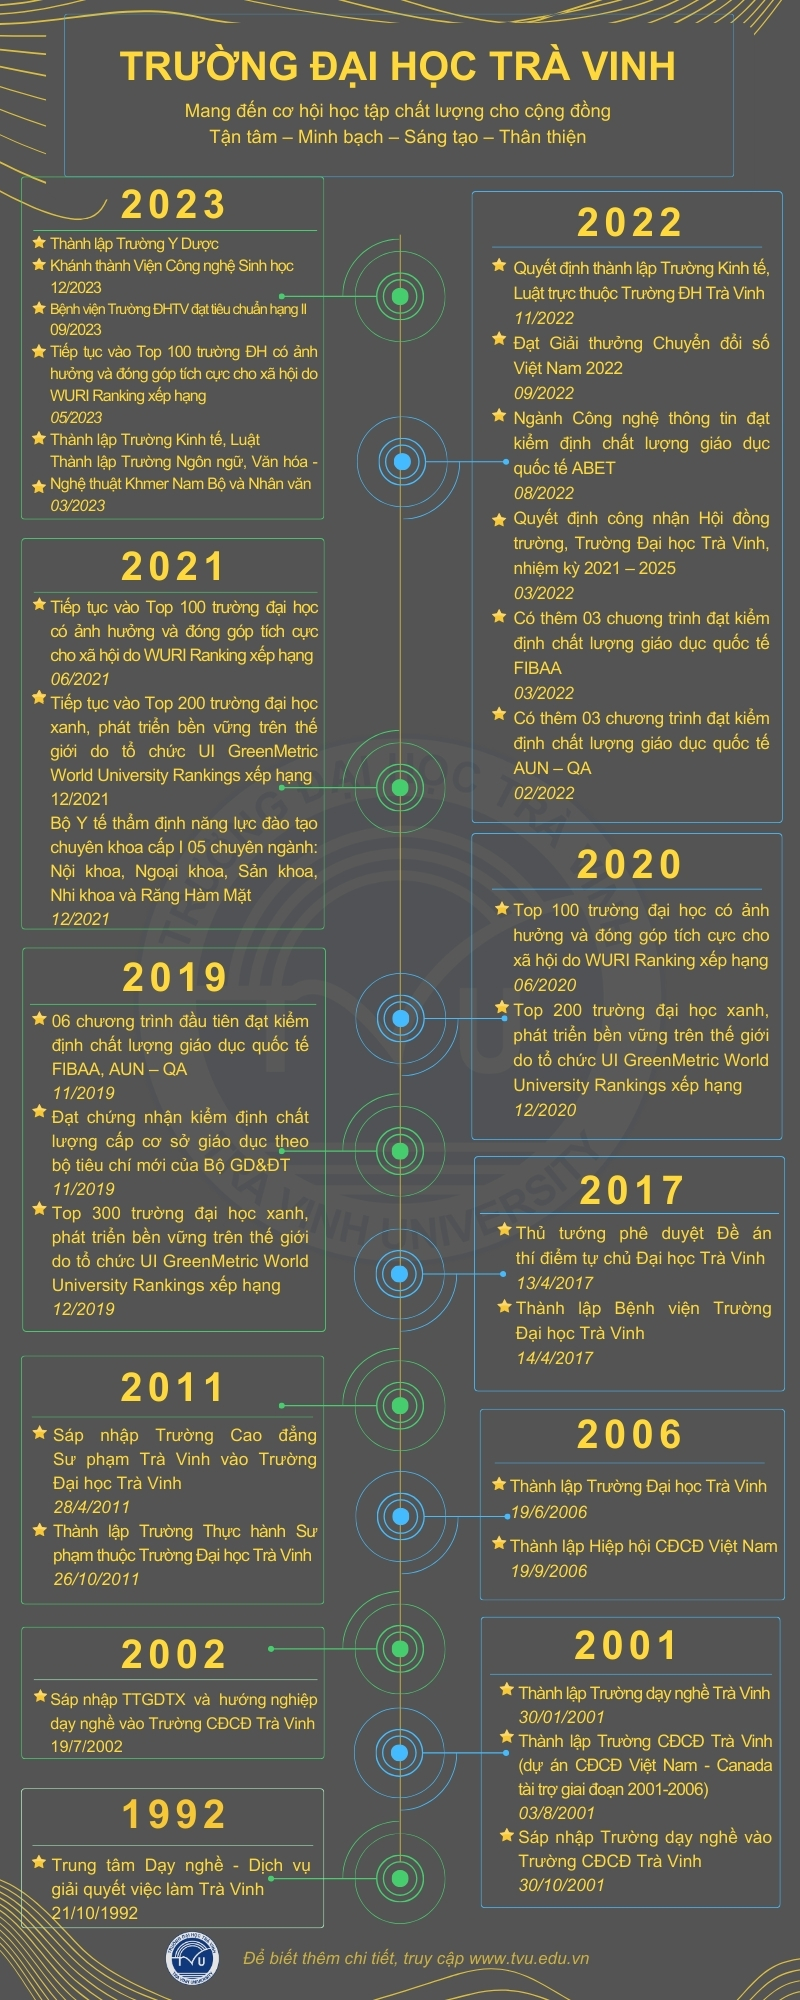 TRƯỜNG ĐẠI HỌC TRÀ VINH
Mang đến cơ hội học tập chất lượng cho cộng đồng
Tận tâm – Minh bạch – Sáng tạo – Thân thiện
2023
Thành lập Trường Y Dược
Khánh thành Viện Công nghệ Sinh học
12/2023
Bệnh viện Trường ĐHTV đạt tiêu chuẩn hạng II
09/2023
Tiếp tục vào Top 100 trường ĐH có ảnh
hưởng và đóng góp tích cực cho xã hội do
WURI Ranking xếp hạng
05/2023
Thành lập Trường Kinh tế, Luật
Thành lập Trường Ngôn ngữ, Văn hóa -
Nghệ thuật Khmer Nam Bộ và Nhân văn
03/2023
2022
Quyết định thành lập Trường Kinh tế,
Luật trực thuộc Trường ĐH Trà Vinh
11/2022
Đạt Giải thưởng Chuyển đổi số
Việt Nam 2022
09/2022
Ngành Công nghệ thông tin đạt
kiểm định chất lượng giáo dục
quốc tế ABET
08/2022
Quyết định công nhận Hội đồng
trường, Trường Đại học Trà Vinh,
nhiệm kỳ 2021 – 2025
03/2022
Có thêm 03 chuơng trình đạt kiểm
định chất lượng giáo dục quốc tế
FIBAA
03/2022
Có thêm 03 chương trình đạt kiểm
định chất lượng giáo dục quốc tế
AUN – QA
02/2022
2021
Tiếp tục vào Top 100 trường đại học
có ảnh hưởng và đóng góp tích cực
cho xã hội do WURI Ranking xếp hạng
06/2021
Tiếp tục vào Top 200 trường đại học
xanh, phát triển bền vững trên thế
giới do tổ chức UI GreenMetric
World University Rankings xếp hạng
12/2021
Bộ Y tế thẩm định năng lực đào tạo
chuyên khoa cấp I 05 chuyên ngành:
Nội khoa, Ngoại khoa, Sản khoa,
Nhi khoa và Răng Hàm Mặt
12/2021
2020
Top 100 trường đại học có ảnh
hưởng và đóng góp tích cực cho
xã hội do WURI Ranking xếp hạng
06/2020
Top 200 trường đại học xanh,
phát triển bền vững trên thế giới
do tổ chức UI GreenMetric World
University Rankings xếp hạng
12/2020
2019
06 chương trình đầu tiên đạt kiểm
định chất lượng giáo dục quốc tế
FIBAA, AUN – QA
11/2019
Đạt chứng nhận kiểm định chất
lượng cấp cơ sở giáo dục theo
bộ tiêu chí mới của Bộ GD&ĐT
11/2019
Top 300 trường đại học xanh,
phát triển bền vững trên thế giới
do tổ chức UI GreenMetric World
University Rankings xếp hạng
12/2019
2017
Thủ tướng phê duyệt Đề án
thí điểm tự chủ Đại học Trà Vinh
13/4/2017
Thành lập Bệnh viện Trường
Đại học Trà Vinh
14/4/2017
2011
Sáp nhập Trường Cao đẳng
Sư phạm Trà Vinh vào Trường
Đại học Trà Vinh
28/4/2011
Thành lập Trường Thực hành Sư
phạm thuộc Trường Đại học Trà Vinh
26/10/2011
2006
Thành lập Trường Đại học Trà Vinh
19/6/2006
Thành lập Hiệp hội CĐCĐ Việt Nam
19/9/2006
2002
Sáp nhập TTGDTX và hướng nghiệp
dạy nghề vào Trường CĐCĐ Trà Vinh
19/7/2002
2001
Thành lập Trường dạy nghề Trà Vinh
30/01/2001
Thành lập Trường CĐCĐ Trà Vinh
(dự án CĐCĐ Việt Nam - Canada
tài trợ giai đoạn 2001-2006)
03/8/2001
Sáp nhập Trường dạy nghề vào
Trường CĐCĐ Trà Vinh
30/10/2001
1992
Trung tâm Dạy nghề - Dịch vụ
giải quyết việc làm Trà Vinh
21/10/1992
TRƯỜNG ĐẠI HỌC TRÀ VINH
TVU
TRA VINH UNIVERSITY
Để biết thêm chi tiết, truy cập www.tvu.edu.vn